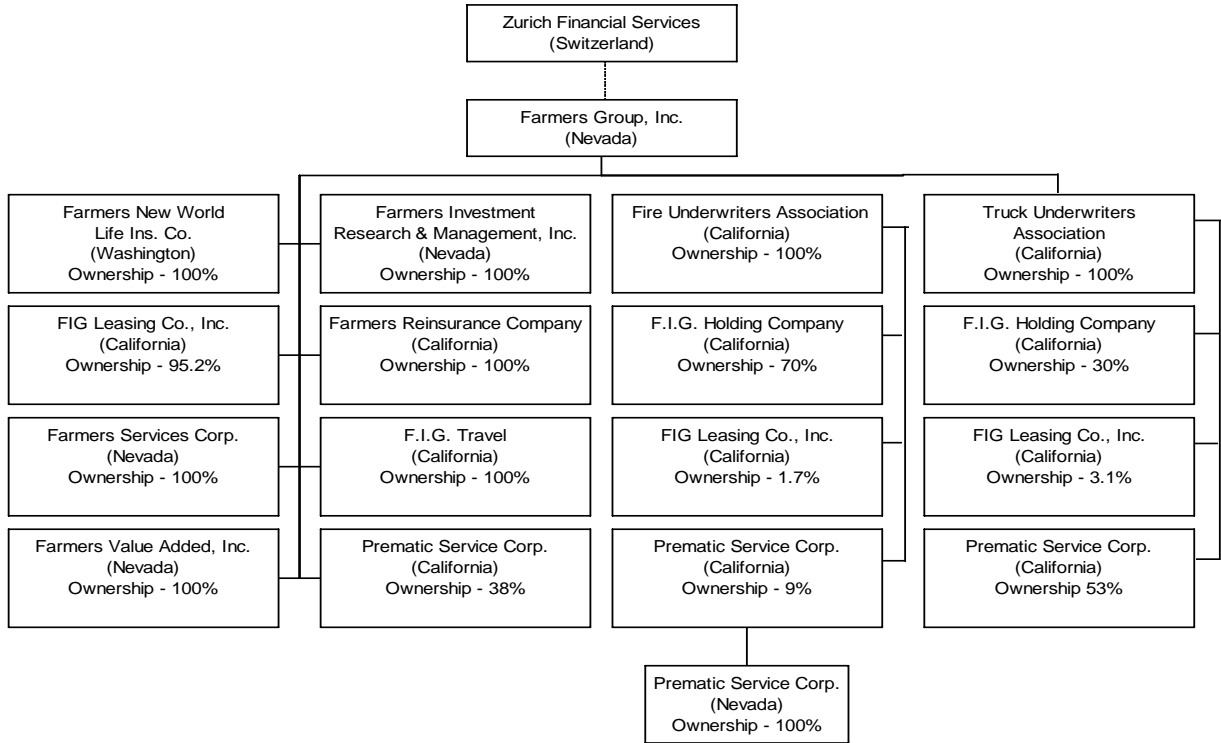 Zurich Financial Services
(Switzerland)
Farmers Group, Inc.
(Nevada)
Farmers New World
Life Ins. Co.
(Washington)
Ownership - 100%
Farmers Investment
Research & Management, Inc.
(Nevada)
Ownership - 100%
Fire Underwriters Association
(California)
Ownership - 100%
Truck Underwriters
Association
(California)
Ownership - 100%
FIG Leasing Co., Inc.
(California)
Ownership - 95.2%
Farmers Reinsurance Company
(California)
Ownership - 100%
F.I.G. Holding Company
(California)
Ownership - 70%
F.I.G. Holding Company
(California)
Ownership - 30%
Farmers Services Corp.
(Nevada)
Ownership - 100%
F.I.G. Travel
(California)
Ownership - 100%
FIG Leasing Co., Inc.
(California)
Ownership - 1.7%
FIG Leasing Co., Inc.
(California)
Ownership - 3.1%
Farmers Value Added, Inc.
(Nevada)
Ownership - 100%
Prematic Service Corp.
(California)
Ownership - 38%
Prematic Service Corp.
(California)
Ownership - 9%
Prematic Service Corp.
(California)
Ownership 53%
Prematic Service Corp.
(Nevada)
Ownership - 100%